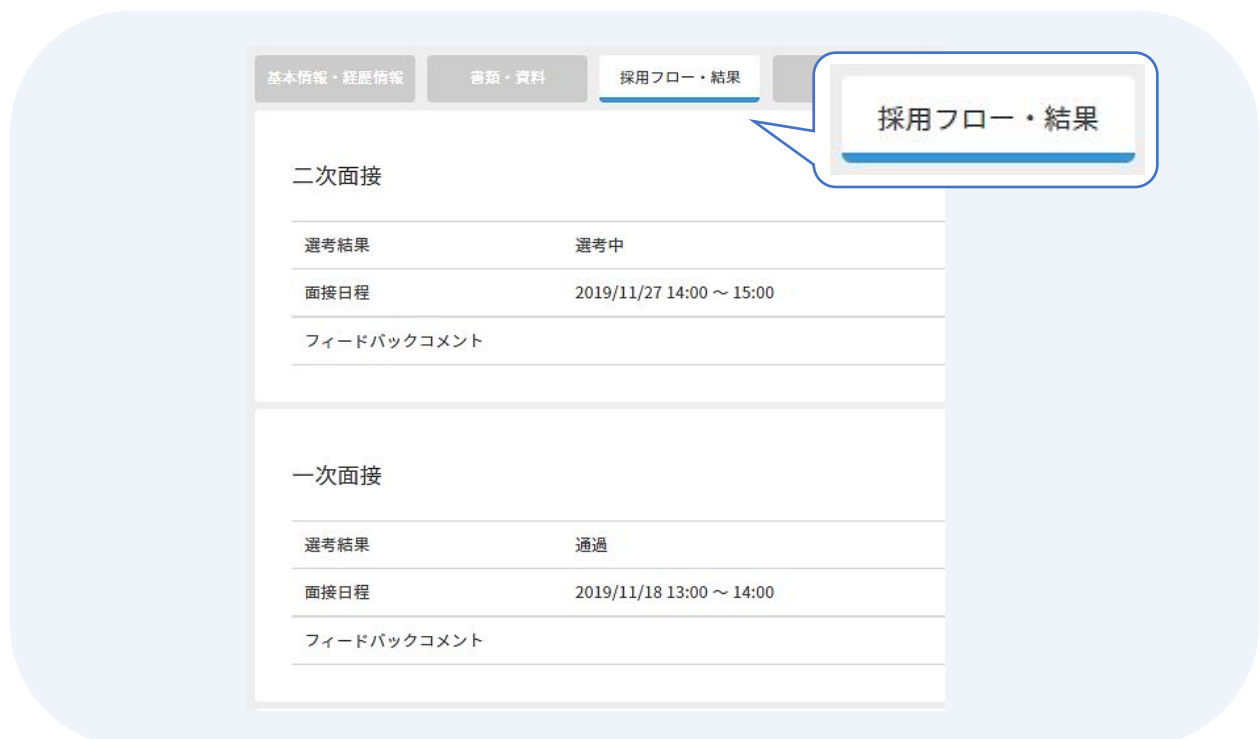 基本情報・経歴情報
書類・資料
採用フロー・結果
採用フロー・結果
二次面接
選考結果 選考中
面接日程 2019/11/27 14:00 ～ 15:00
フィードバックコメント
一次面接
選考結果 通過
面接日程 2019/11/18 13:00 ～ 14:00
フィードバックコメント